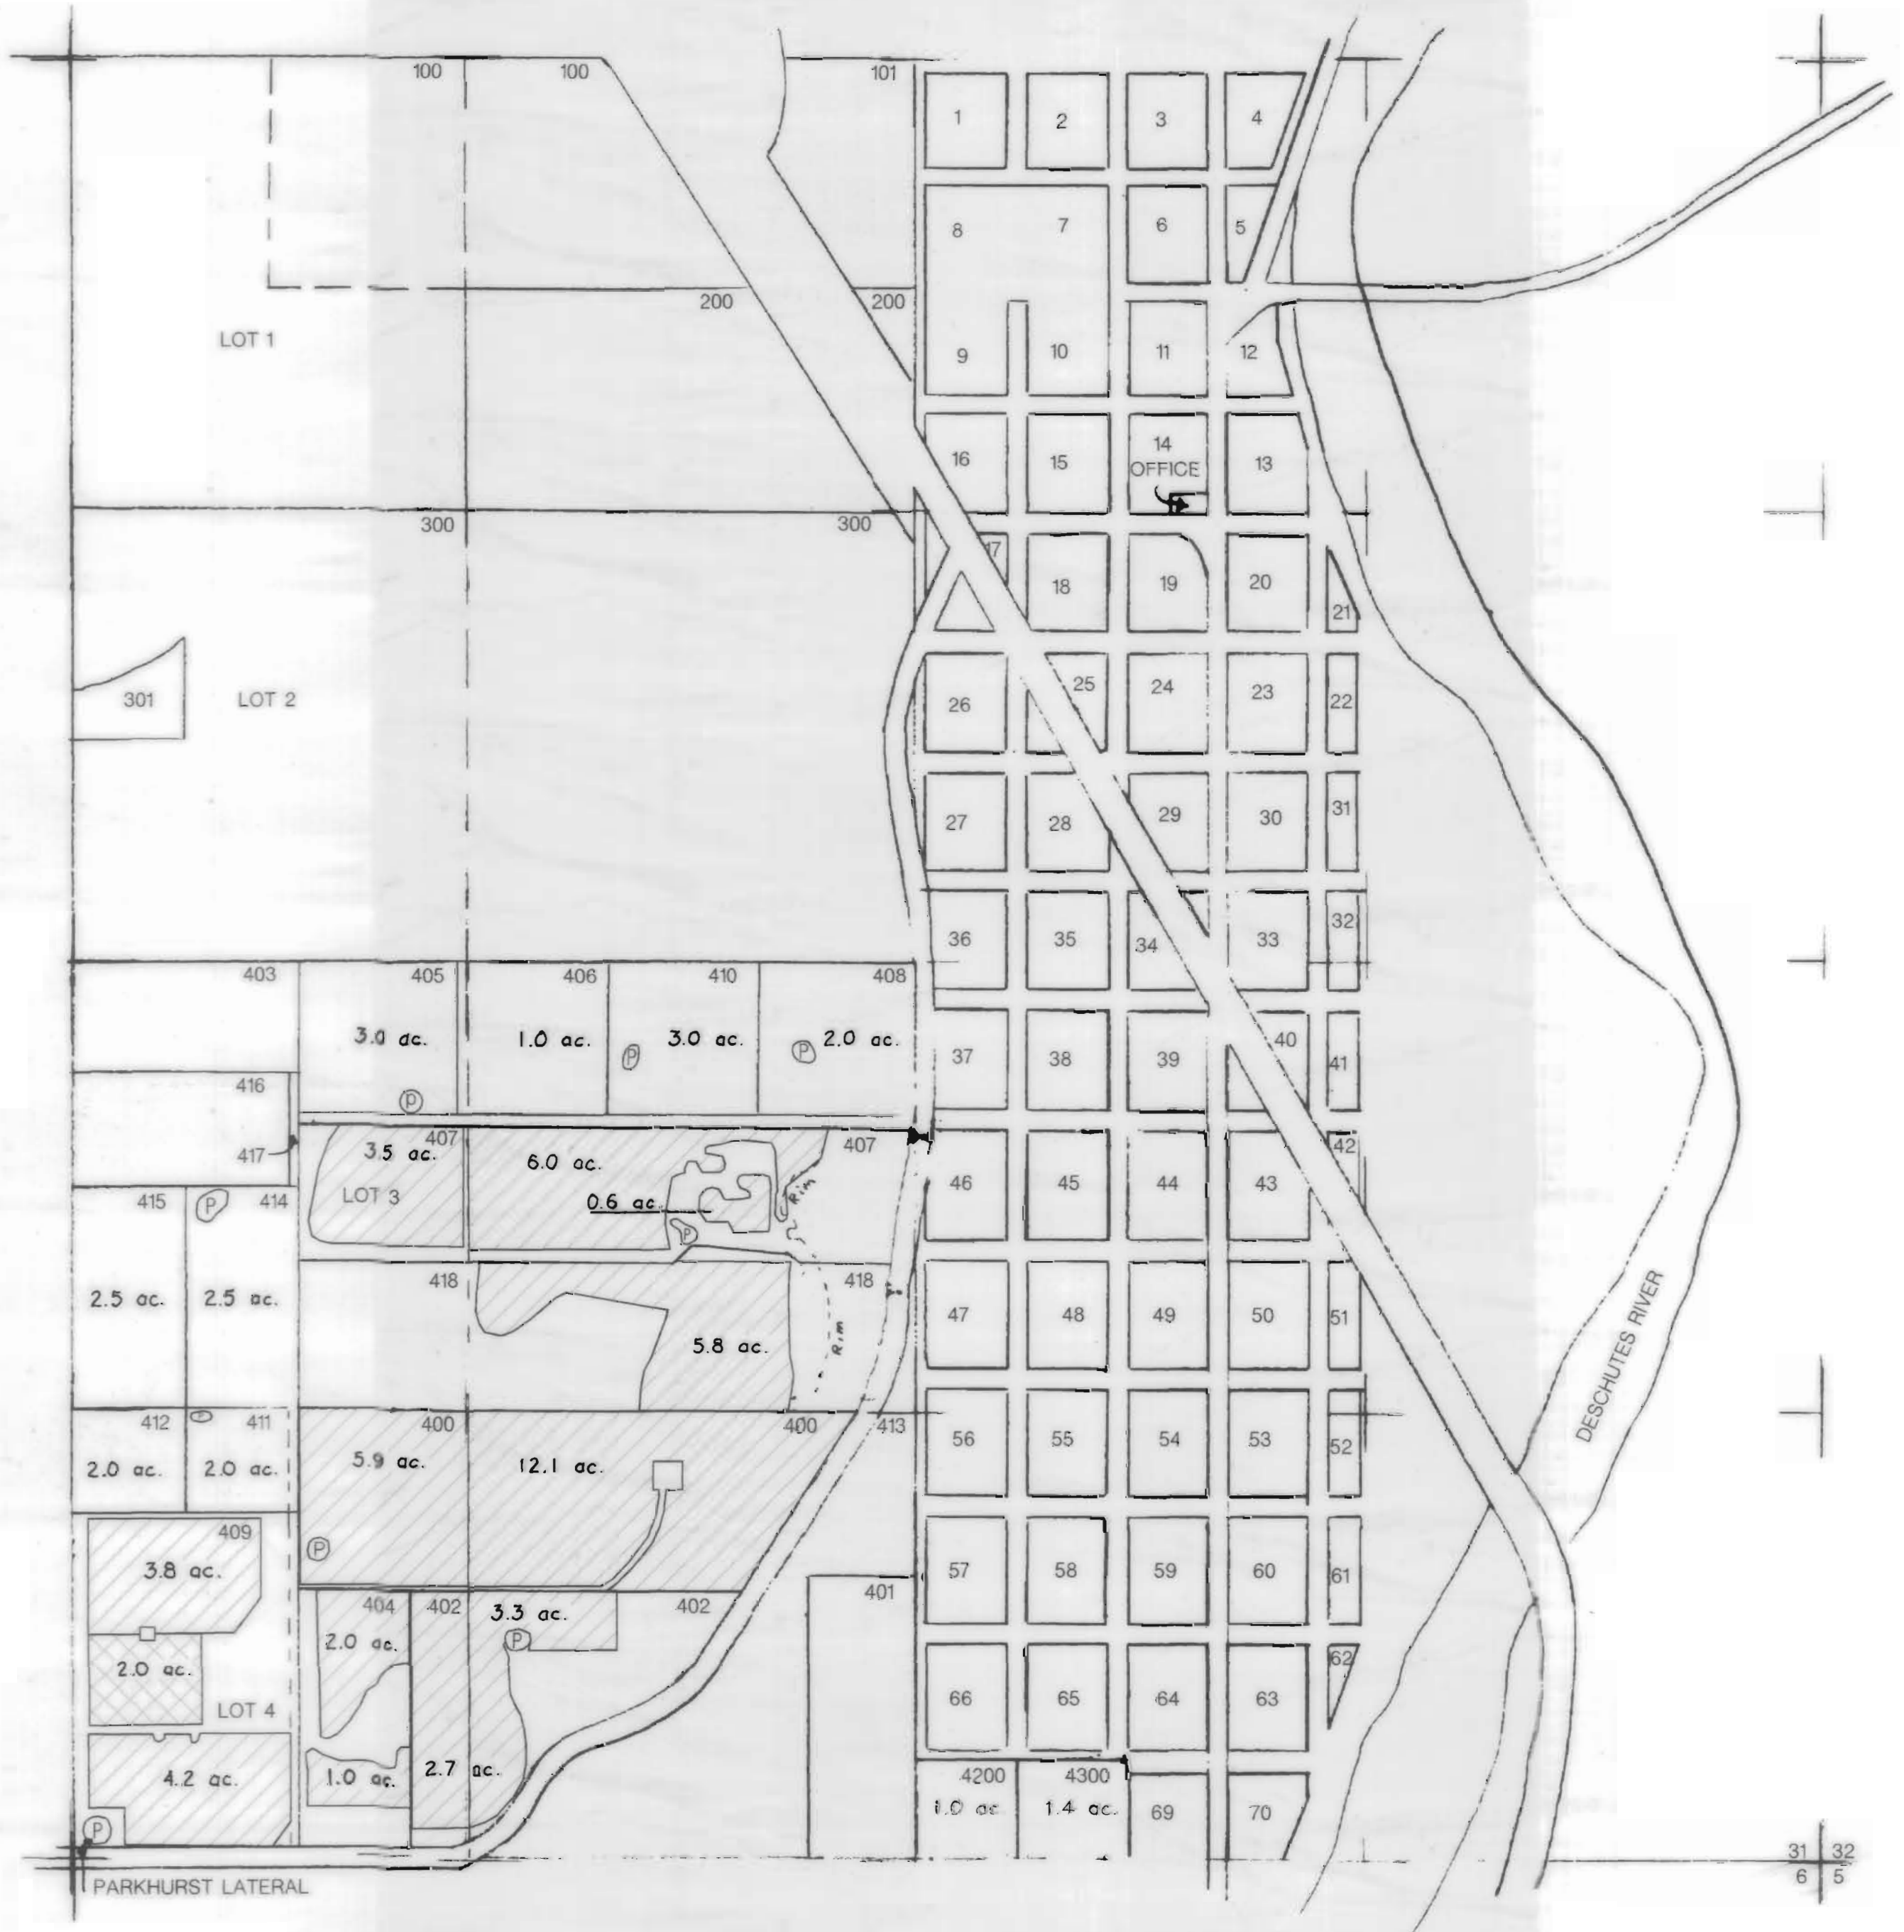 100 100 101
1 2 3 4
8 7 6 5
200 200
LOT 1
9 10 11 12
16 15 14 13
OFFICE
300 300
17
18 19 20 21
301 LOT 2
26 25 24 23 22
27 28 29 30 31
36 35 34 33 32
403 405 406 410 408
3.0 ac. 1.0 ac. P 3.0 ac. P 2.0 ac.
37 38 39 40 41
416 P
417
407 407
3.5 ac. 6.0 ac.
LOT 3 0.6 ac.
Rim
P
46 45 44 43 42
415 P 414
2.5 ac. 2.5 ac.
418 418
5.8 ac. Rim
47 48 49 50 51
DESCHUTES RIVER
412 P 411 400 400 413
2.0 ac. 2.0 ac. 5.9 ac. 12.1 ac.
56 55 54 53 52
409
3.8 ac. P
57 58 59 60 61
401
404 402 3.3 ac. 402
2.0 ac. P
2.0 ac.
LOT 4
66 65 64 63 62
4.2 ac. 1.0 ac. 2.7 ac.
4200 4300
1.0 ac 1.4 ac. 69 70
P
31 32
6 5
PARKHURST LATERAL